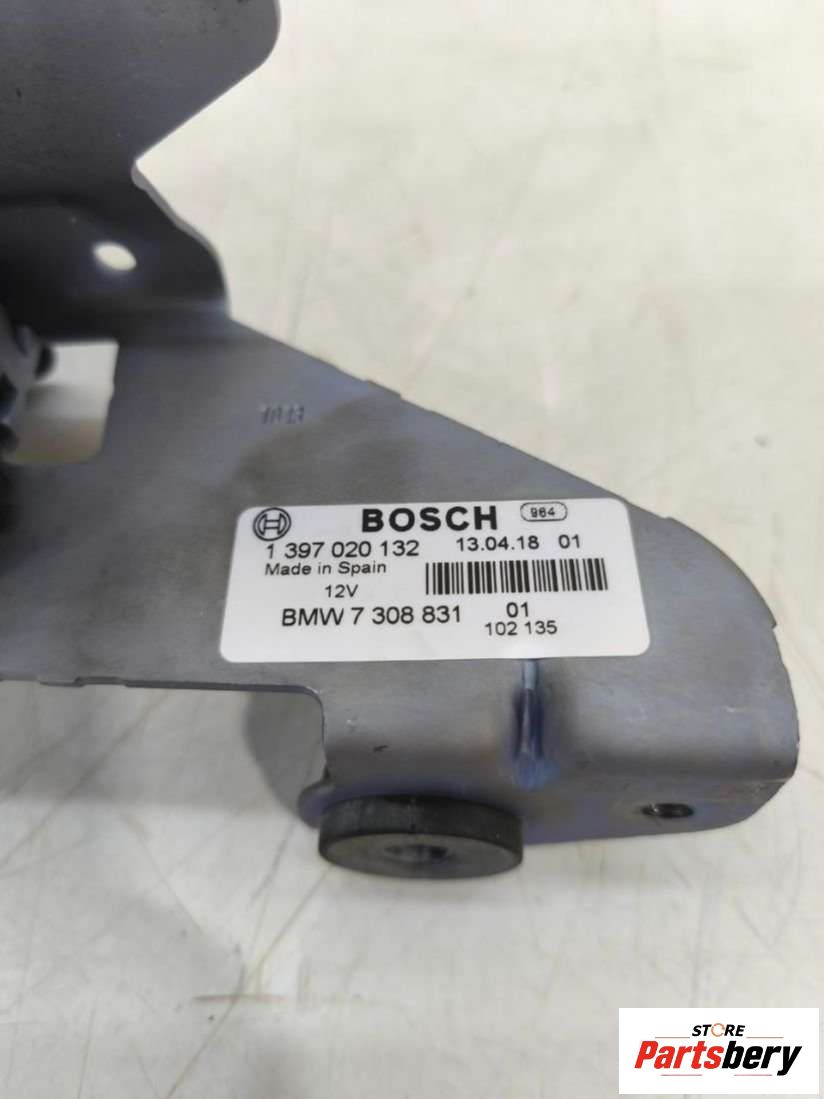 BOSCH 964
1 397 020 132 13.04.18 01
Made in Spain
12V
BMW 7 308 831 01
102 135
STORE
Partsbery